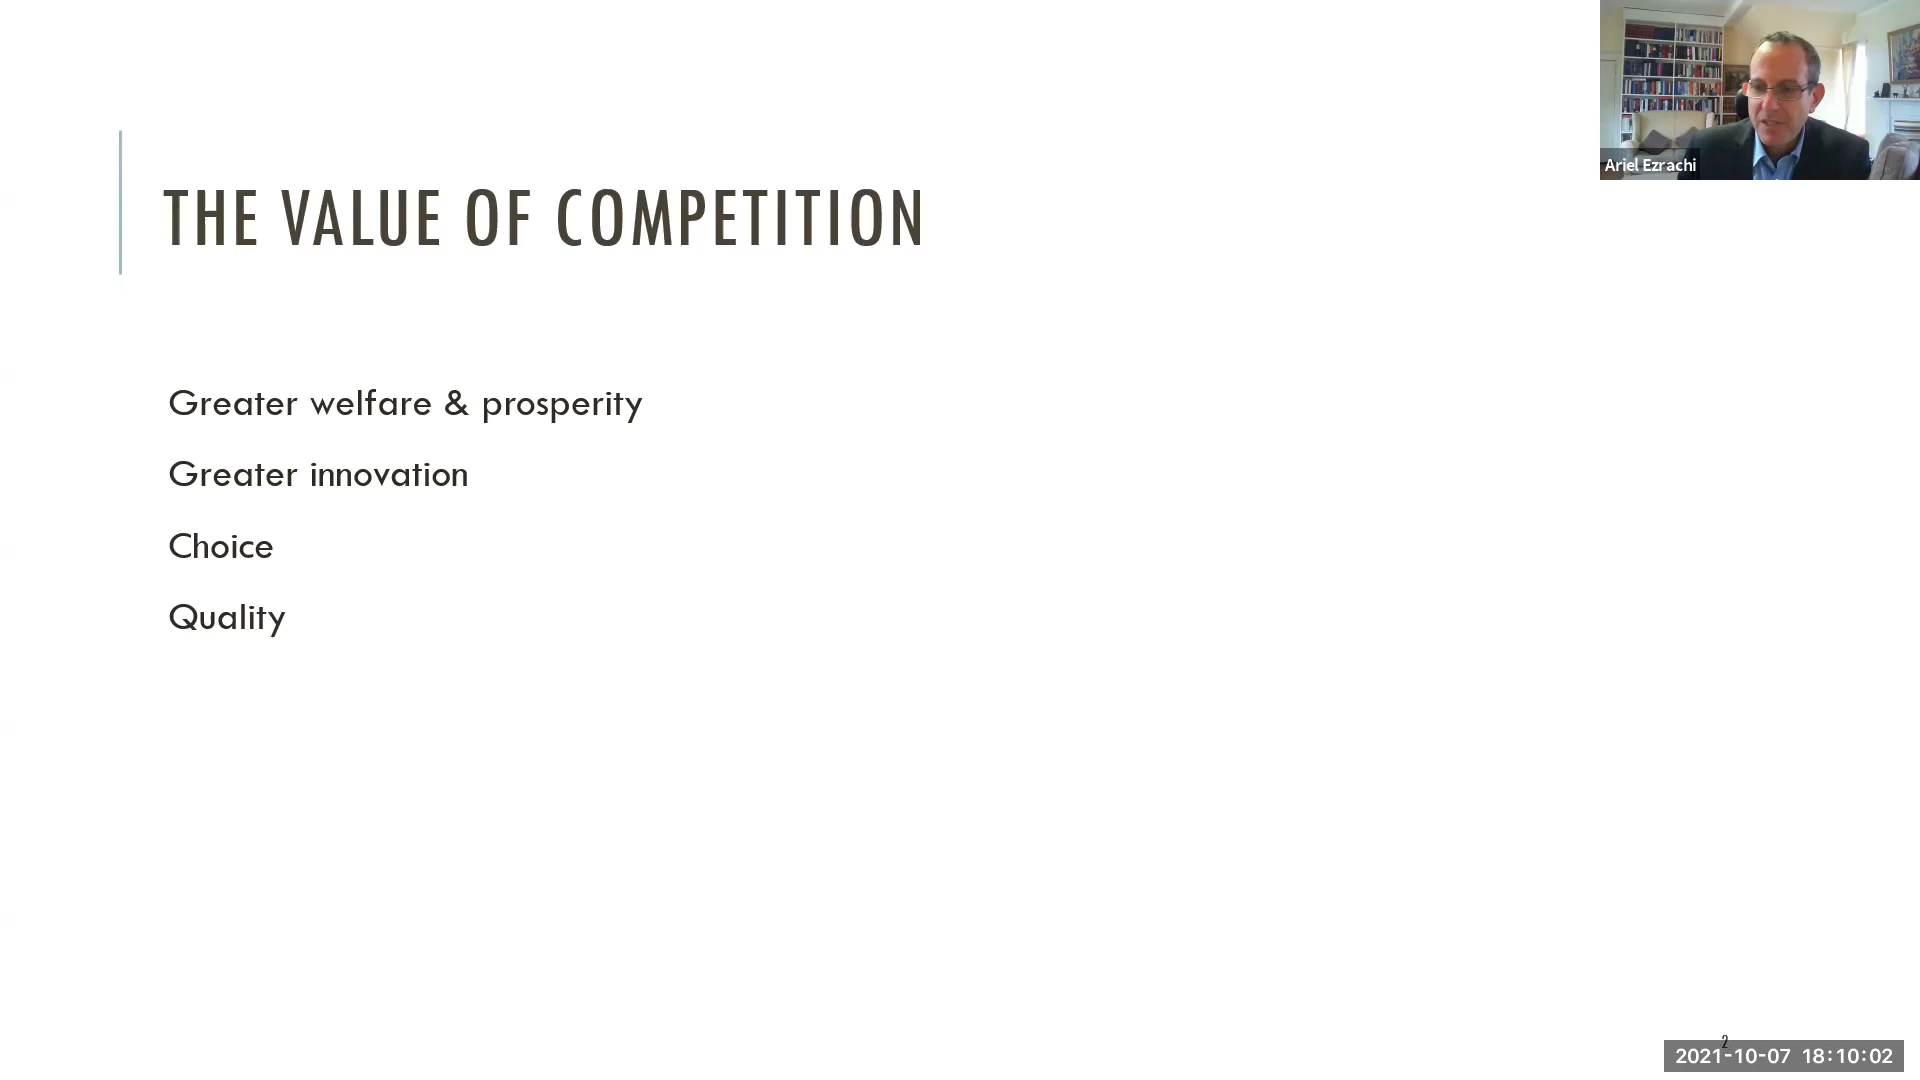 Ariel Ezrachi
THE VALUE OF COMPETITION
Greater welfare & prosperity
Greater innovation
Choice
Quality
2
2021-10-07 18:10:02